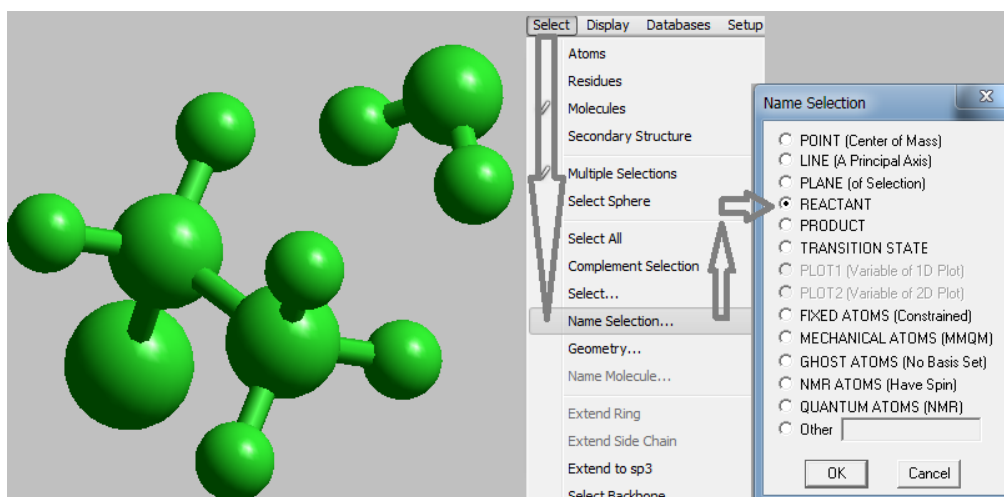 Select Display Databases Setup
Atoms
Residues
Molecules
Secondary Structure
Multiple Selections
Select Sphere
Select All
Complement Selection
Select...
Name Selection...
Geometry...
Name Molecule...
Extend Ring
Extend Side Chain
Extend to sp3
Select Backbone
Name Selection
X
POINT (Center of Mass)
LINE (A Principal Axis)
PLANE (of Selection)
REACTANT
PRODUCT
TRANSITION STATE
PLOT1 (Variable of 1D Plot)
PLOT2 (Variable of 2D Plot)
FIXED ATOMS (Constrained)
MECHANICAL ATOMS (MMQM)
GHOST ATOMS (No Basis Set)
NMR ATOMS (Have Spin)
QUANTUM ATOMS (NMR)
Other
OK Cancel